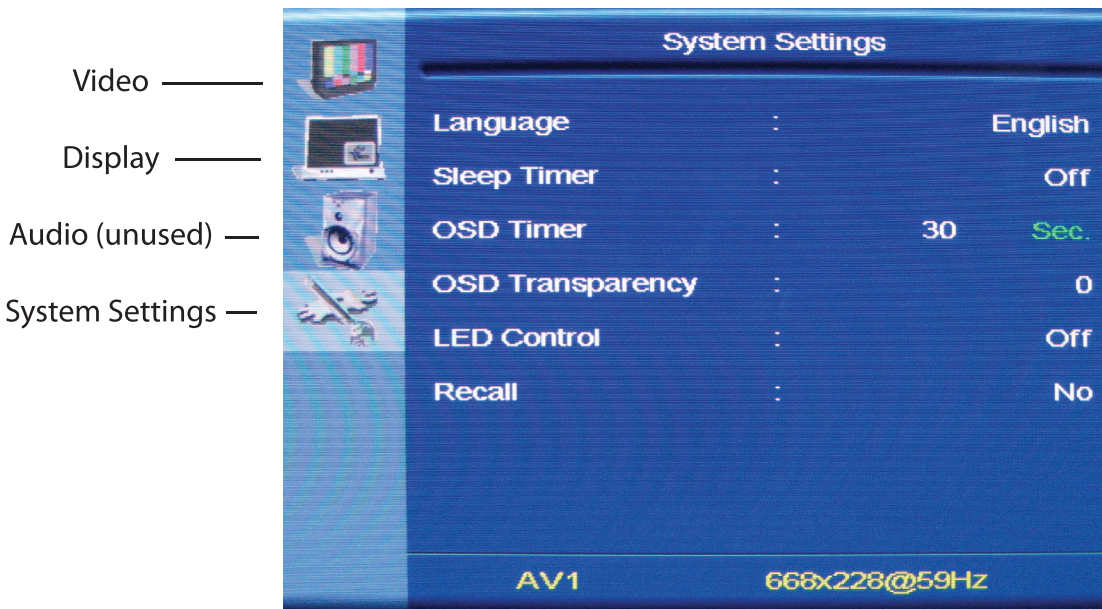 System Settings
Video
Display
Audio (unused)
System Settings
Language : English
Sleep Timer : Off
OSD Timer : 30 Sec.
OSD Transparency : 0
LED Control : Off
Recall : No
AV1 668x228@59Hz